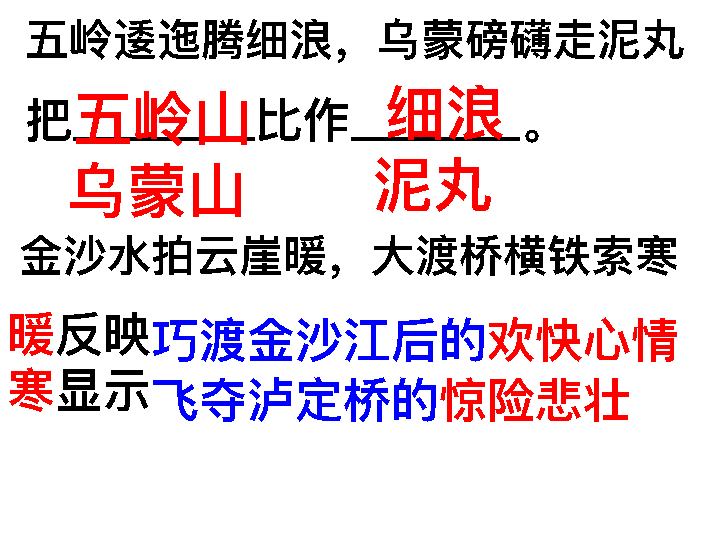 五岭逶迤腾细浪，乌蒙磅礴走泥丸
把五岭山比作细浪。
乌蒙山 泥丸
金沙水拍云崖暖，大渡桥横铁索寒
暖反映巧渡金沙江后的欢快心情
寒显示飞夺泸定桥的惊险悲壮